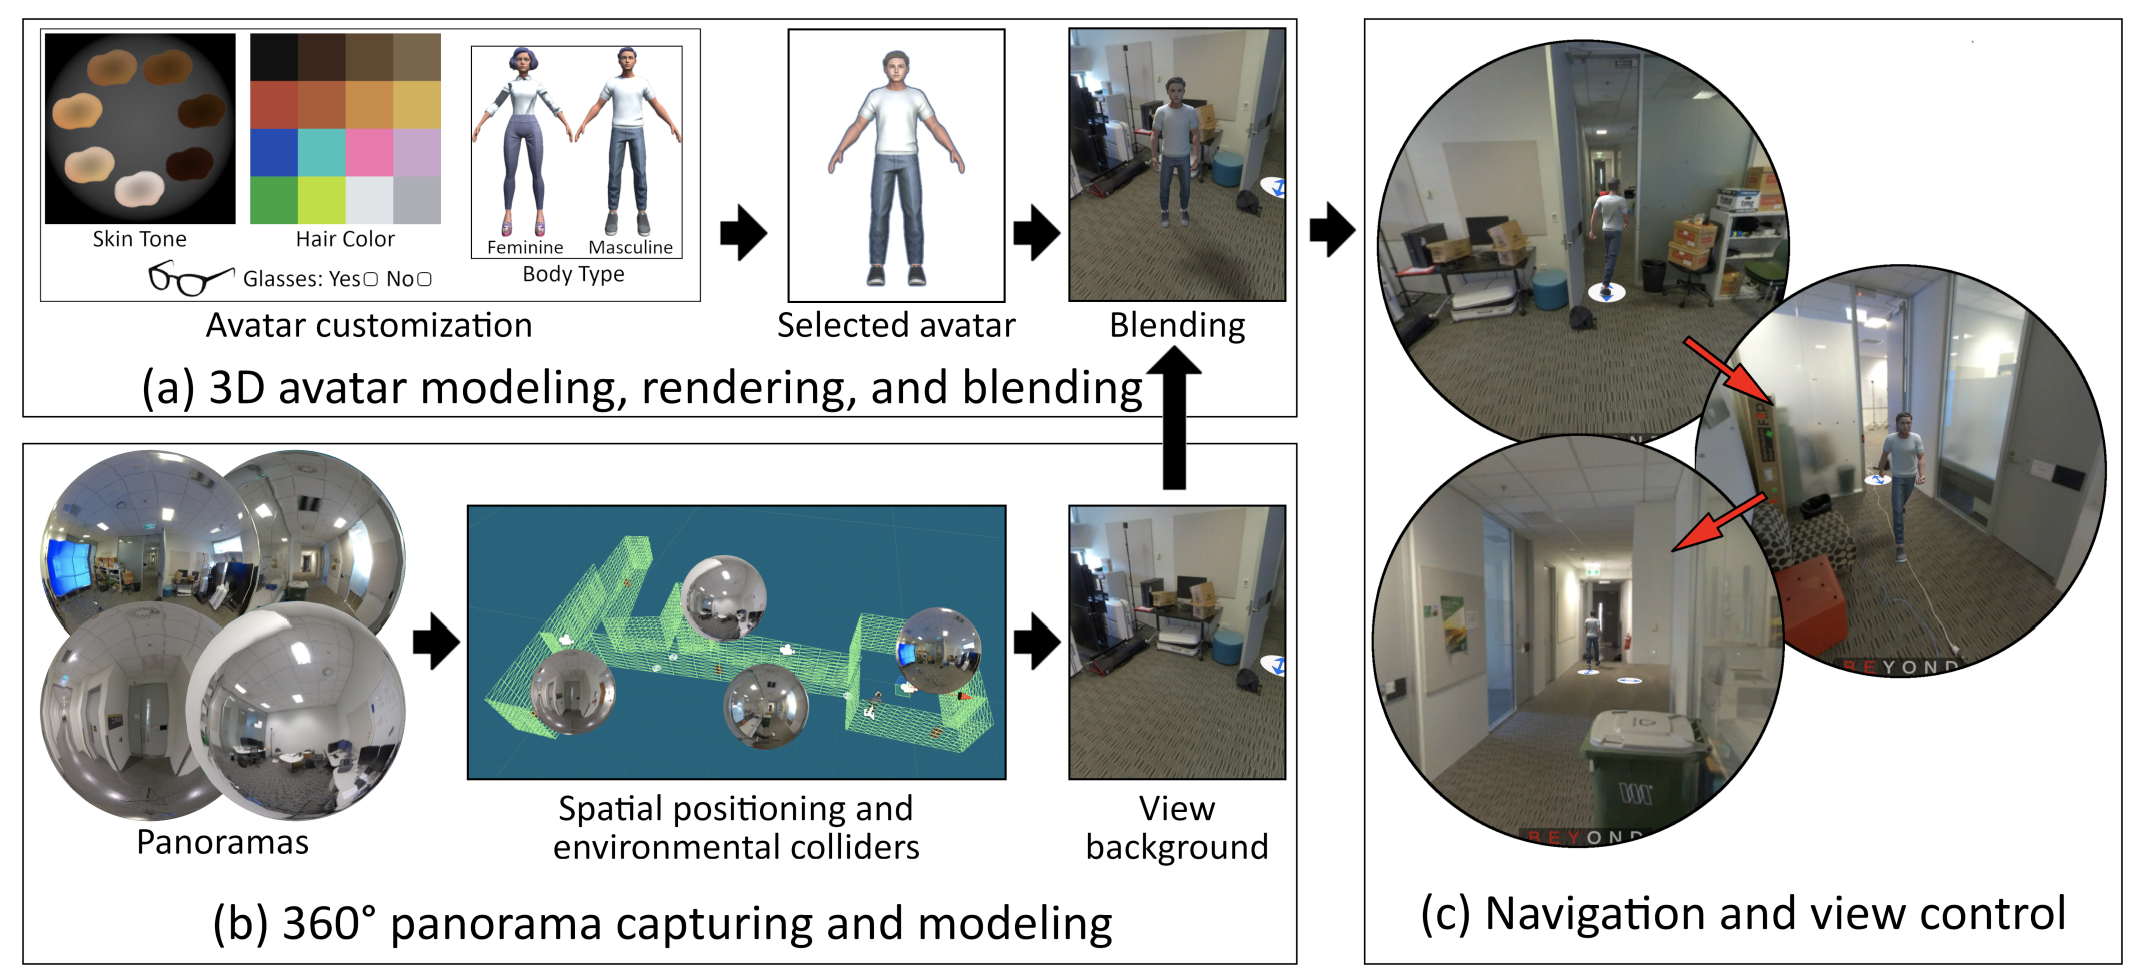 Skin Tone
Hair Color
Feminine
Masculine
Body Type
Glasses: Yes No
Avatar customization
Selected avatar
Blending
(a) 3D avatar modeling, rendering, and blending
Panoramas
Spatial positioning and
environmental colliders
View
background
(b) 360° panorama capturing and modeling
BEYOND
BEYOND
(c) Navigation and view control